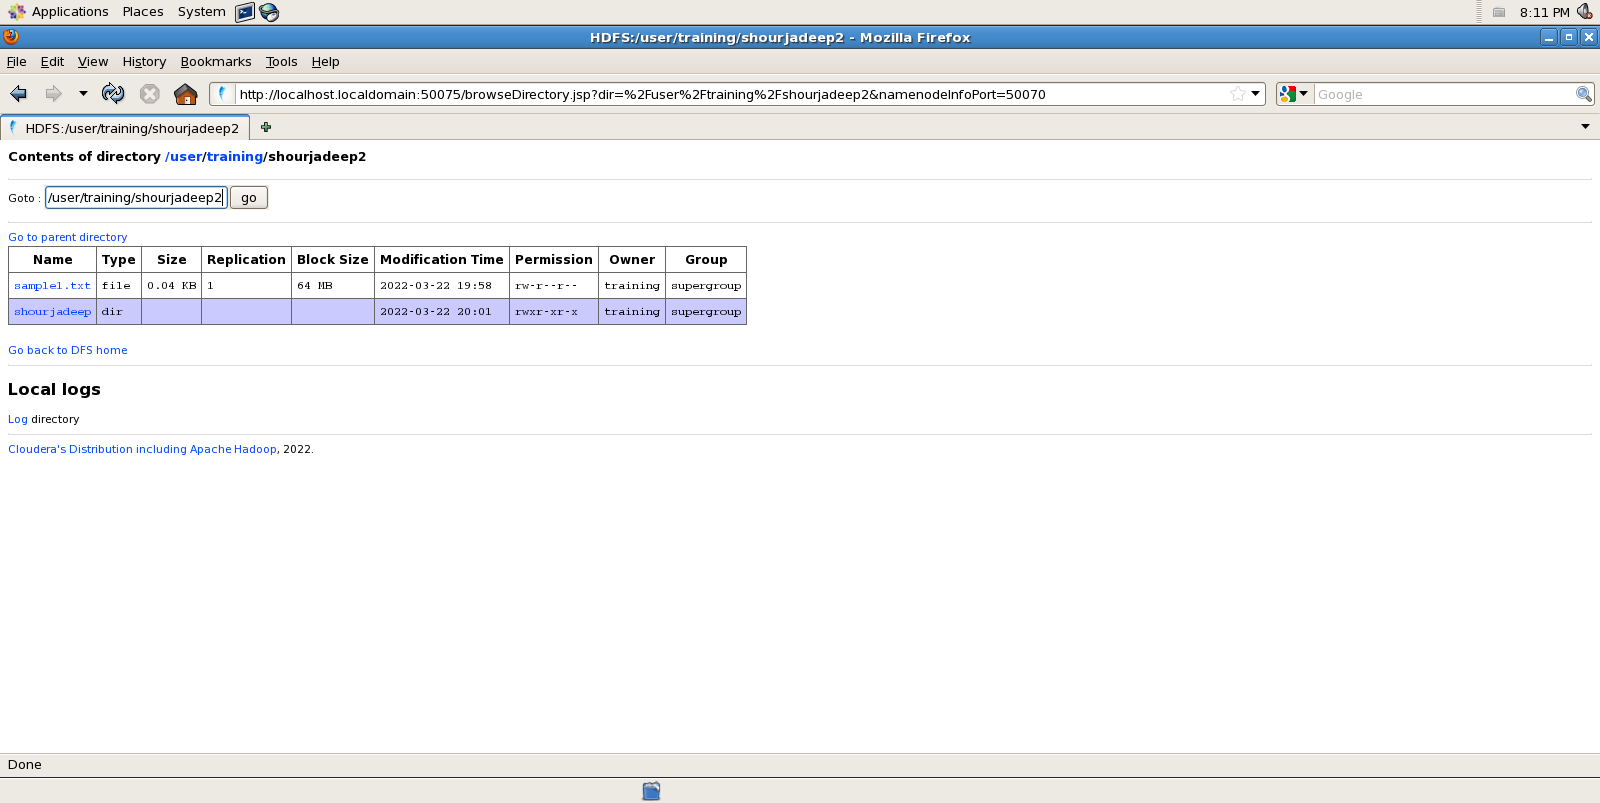 Applications Places System 8:11 PM
HDFS:/user/training/shourjadeep2 - Mozilla Firefox
File Edit View History Bookmarks Tools Help
http://localhost.localdomain:50075/browseDirectory.jsp?dir=%2Fuser%2Ftraining%2Fshourjadeep2&namenodeInfoPort=50070 Google
HDFS:/user/training/shourjadeep2
Contents of directory /user/training/shourjadeep2
Goto : /user/training/shourjadeep2 go
Go to parent directory
Name Type Size Replication Block Size Modification Time Permission Owner Group
sample1.txt file 0.04 KB 1 64 MB 2022-03-22 19:58 rw-r--r-- training supergroup
shourjadeep dir 2022-03-22 20:01 rwxr-xr-x training supergroup
Go back to DFS home
Local logs
Log directory
Cloudera's Distribution including Apache Hadoop, 2022.
Done